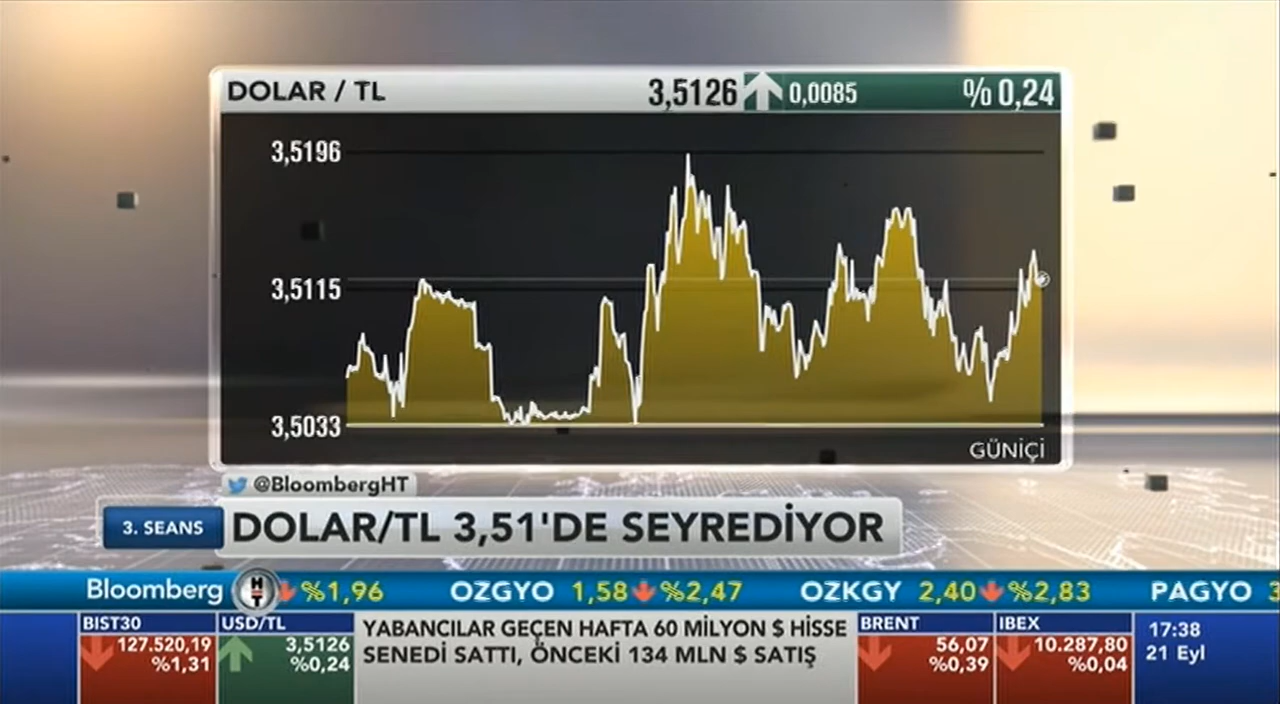 DOLAR / TL 3,5126 0,0085 % 0,24
3,5196
3,5115
3,5033
GÜNİÇİ
@BloombergHT
3. SEANS DOLAR/TL 3,51'DE SEYREDİYOR
Bloomberg HT %1,96 OZGYO 1,58 %2,47 OZKGY 2,40 %2,83 PAGYO 3
BIST30
127.520,19
%1,31
USD/TL
3,5126
%0,24
YABANCILAR GEÇEN HAFTA 60 MİLYON $ HİSSE
SENEDİ SATTI, ÖNCEKİ 134 MLN $ SATIŞ
BRENT
56,07
%0,39
IBEX
10.287,80
%0,04
17:38
21 Eyl